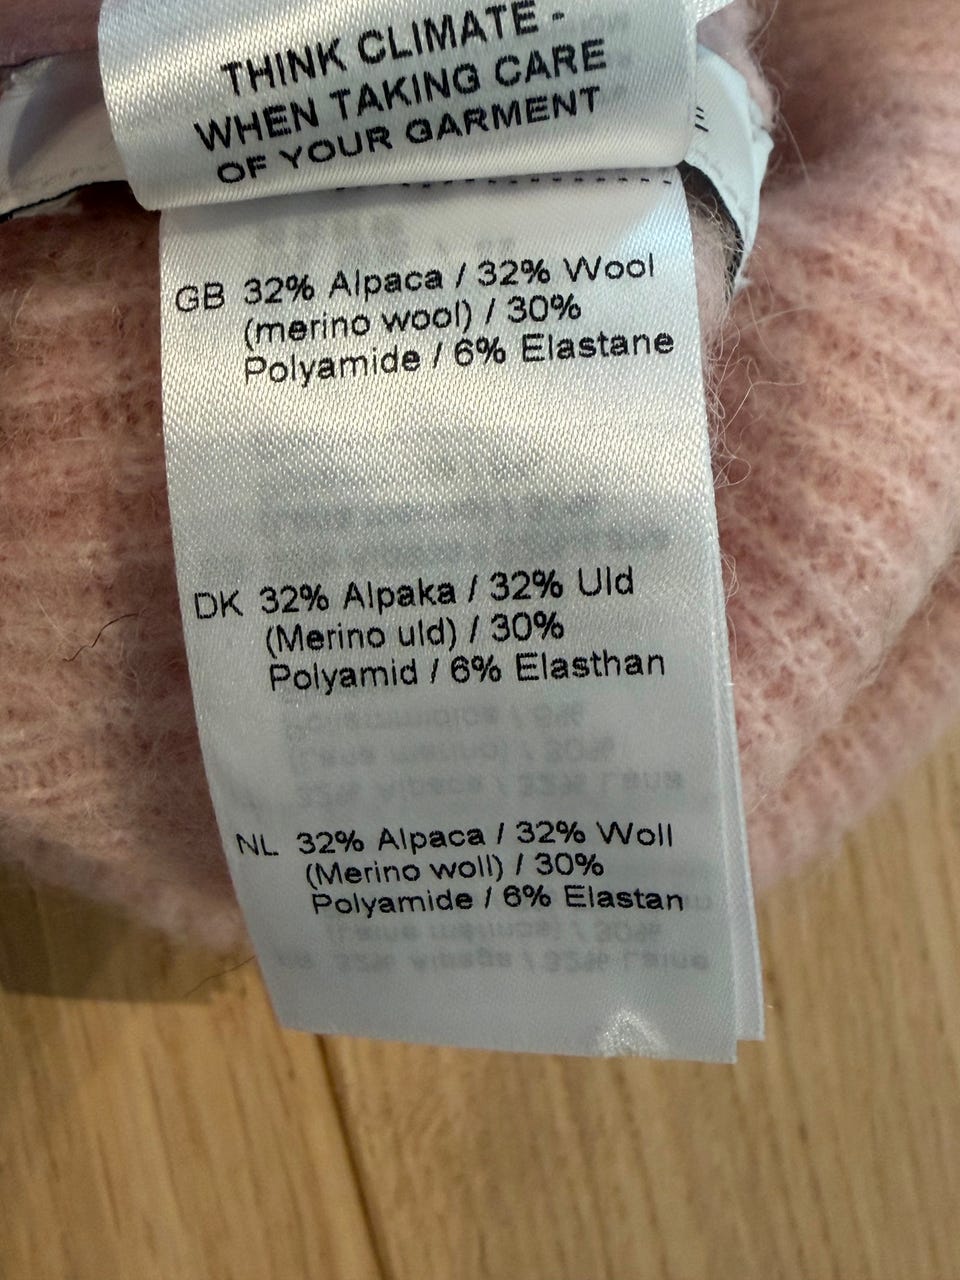 THINK CLIMATE -
WHEN TAKING CARE
OF YOUR GARMENT
GB 32% Alpaca / 32% Wool
(merino wool) / 30%
Polyamide / 6% Elastane
DK 32% Alpaka / 32% Uld
(Merino uld) / 30%
Polyamid / 6% Elasthan
NL 32% Alpaca / 32% Woll
(Merino woll) / 30%
Polyamide / 6% Elastan